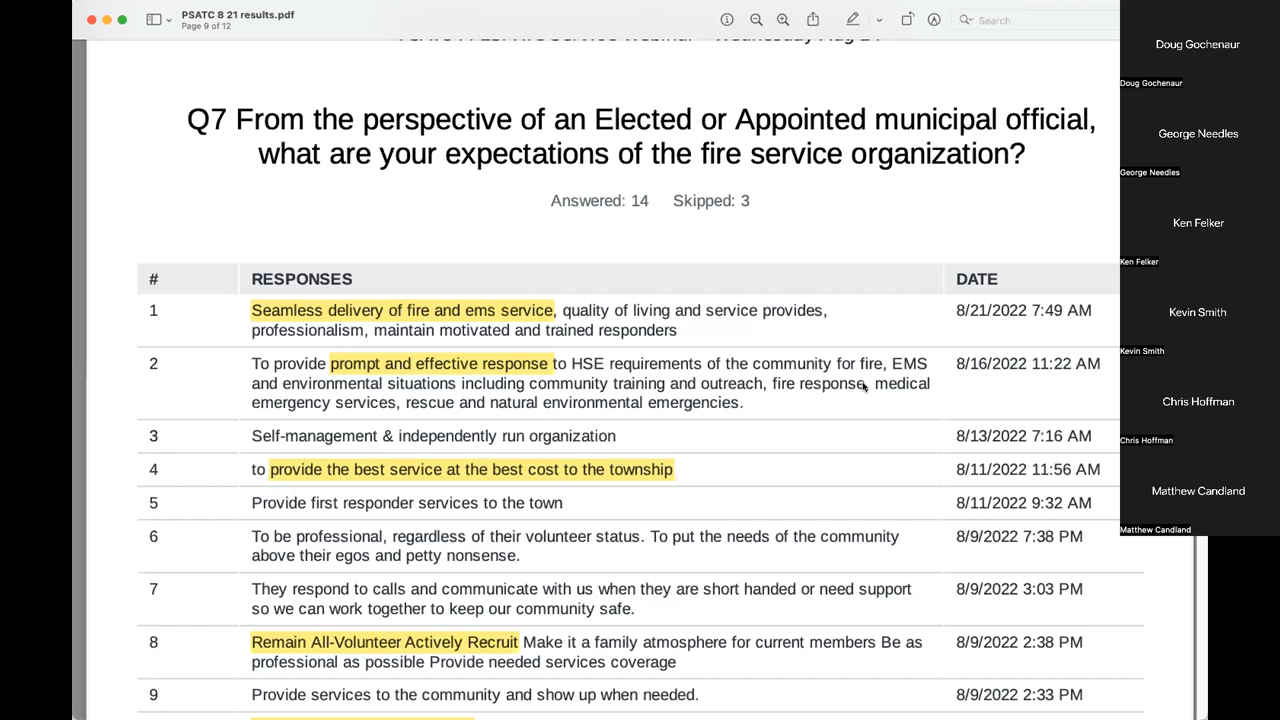 PSATC 8 21 results.pdf
Page 9 of 12
Search
Q7 From the perspective of an Elected or Appointed municipal official,
what are your expectations of the fire service organization?
Answered: 14 Skipped: 3
# RESPONSES DATE
1 Seamless delivery of fire and ems service, quality of living and service provides, 8/21/2022 7:49 AM
professionalism, maintain motivated and trained responders
2 To provide prompt and effective response to HSE requirements of the community for fire, EMS 8/16/2022 11:22 AM
and environmental situations including community training and outreach, fire response, medical
emergency services, rescue and natural environmental emergencies.
3 Self-management & independently run organization 8/13/2022 7:16 AM
4 to provide the best service at the best cost to the township 8/11/2022 11:56 AM
5 Provide first responder services to the town 8/11/2022 9:32 AM
6 To be professional, regardless of their volunteer status. To put the needs of the community 8/9/2022 7:38 PM
above their egos and petty nonsense.
7 They respond to calls and communicate with us when they are short handed or need support 8/9/2022 3:03 PM
so we can work together to keep our community safe.
8 Remain All-Volunteer Actively Recruit Make it a family atmosphere for current members Be as 8/9/2022 2:38 PM
professional as possible Provide needed services coverage
9 Provide services to the community and show up when needed. 8/9/2022 2:33 PM
Doug Gochenaur
Doug Gochenaur
George Needles
George Needles
Ken Felker
Ken Felker
Kevin Smith
Kevin Smith
Chris Hoffman
Chris Hoffman
Matthew Candland
Matthew Candland